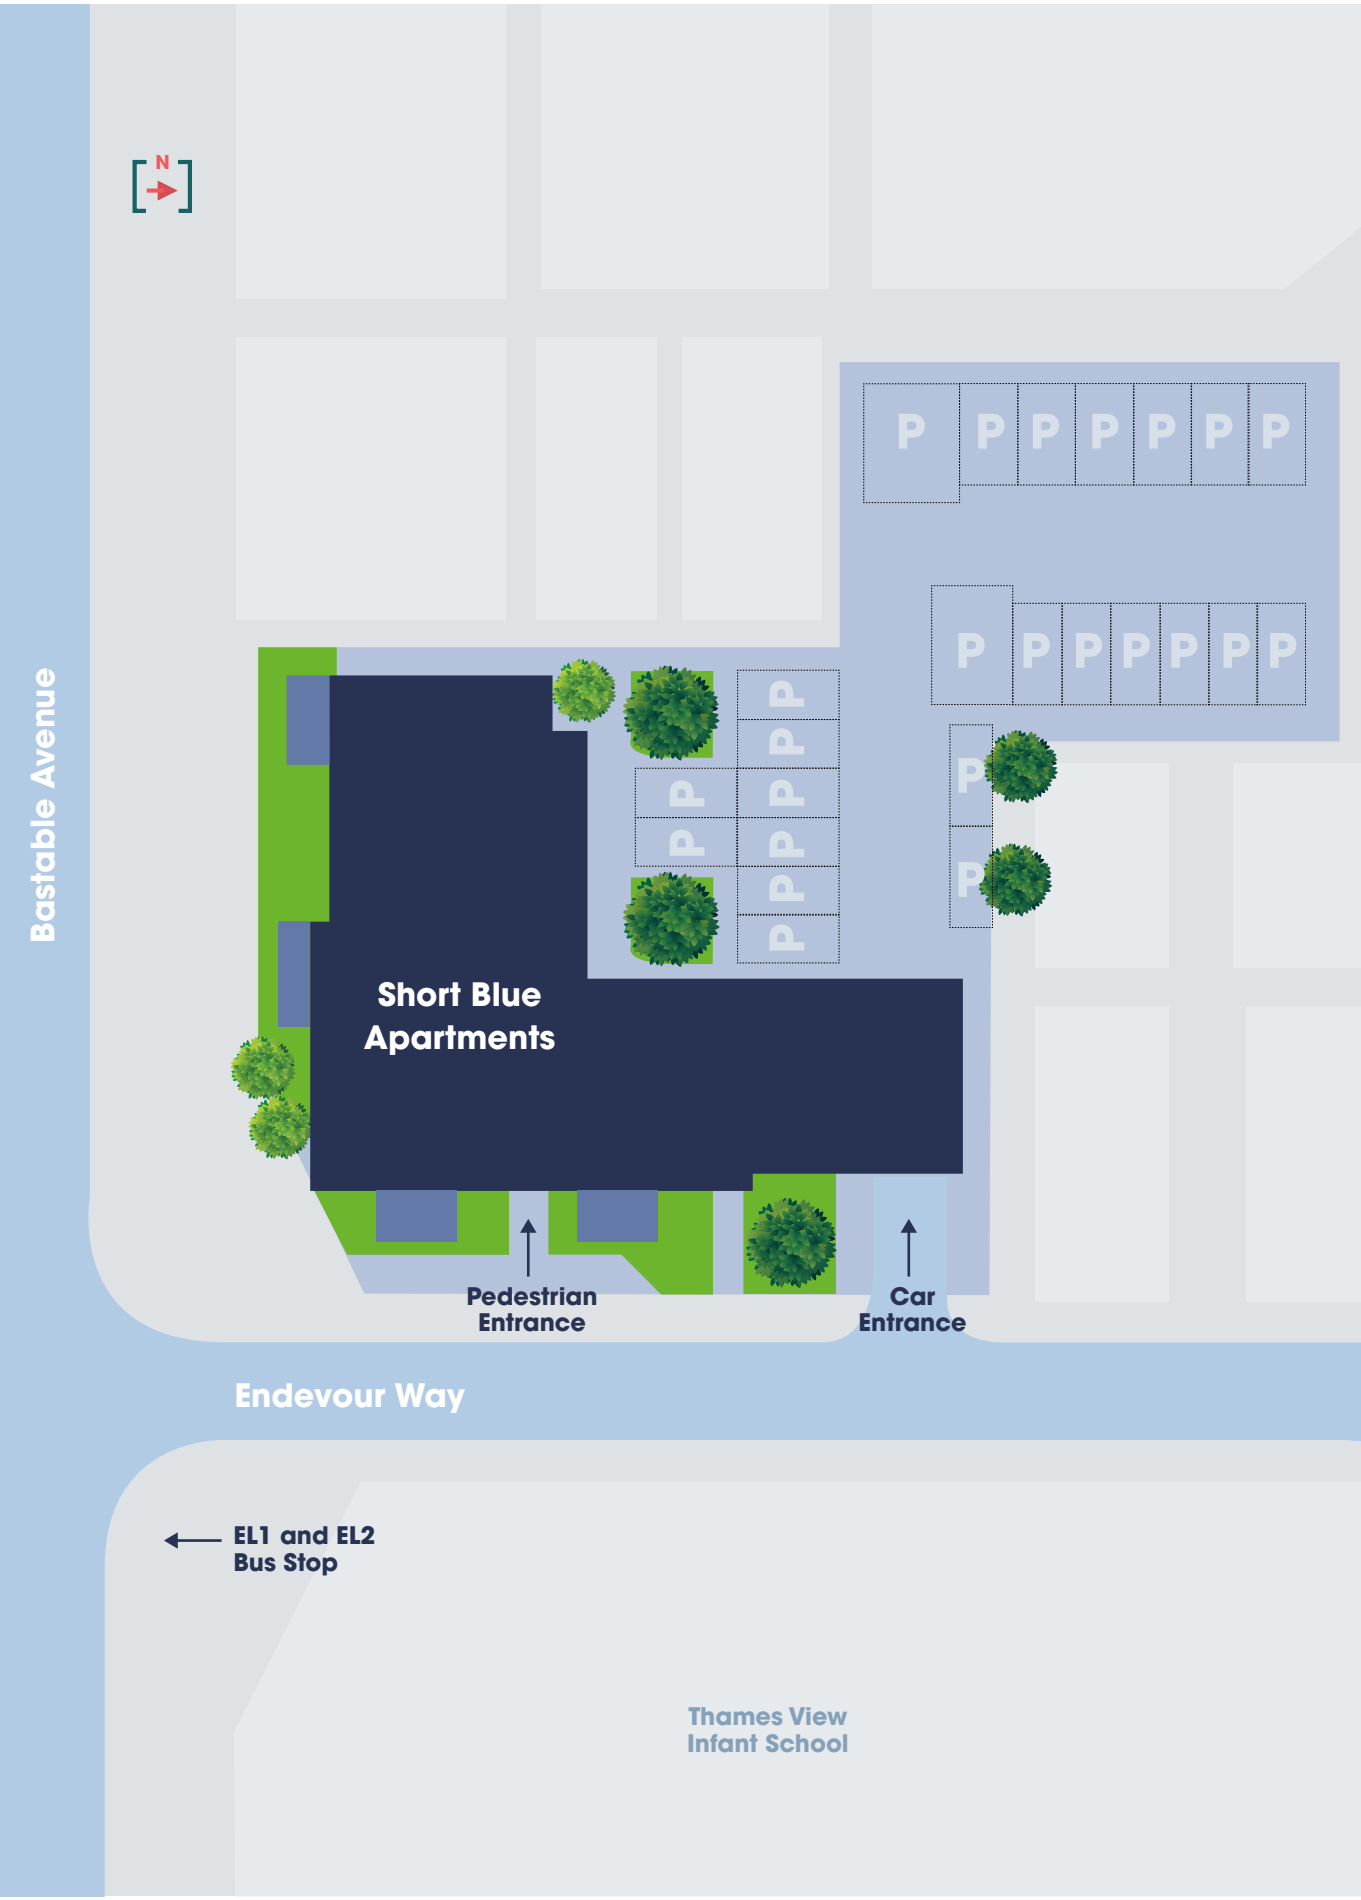 N
P P P P P P P
P P P P P P P
P
P
P P
P P
P
P
P
P
Bastable Avenue
Short Blue
Apartments
Pedestrian
Entrance
Car
Entrance
Endevour Way
EL1 and EL2
Bus Stop
Thames View
Infant School